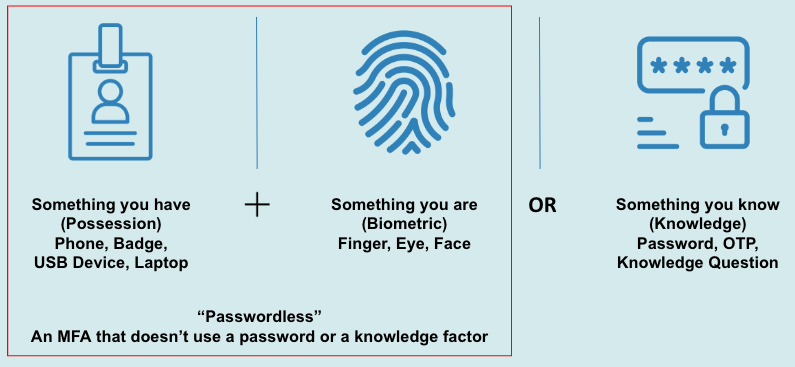 ****
Something you have
(Possession)
Phone, Badge,
USB Device, Laptop
+
Something you are
(Biometric)
Finger, Eye, Face
OR
Something you know
(Knowledge)
Password, OTP,
Knowledge Question
“Passwordless”
An MFA that doesn’t use a password or a knowledge factor